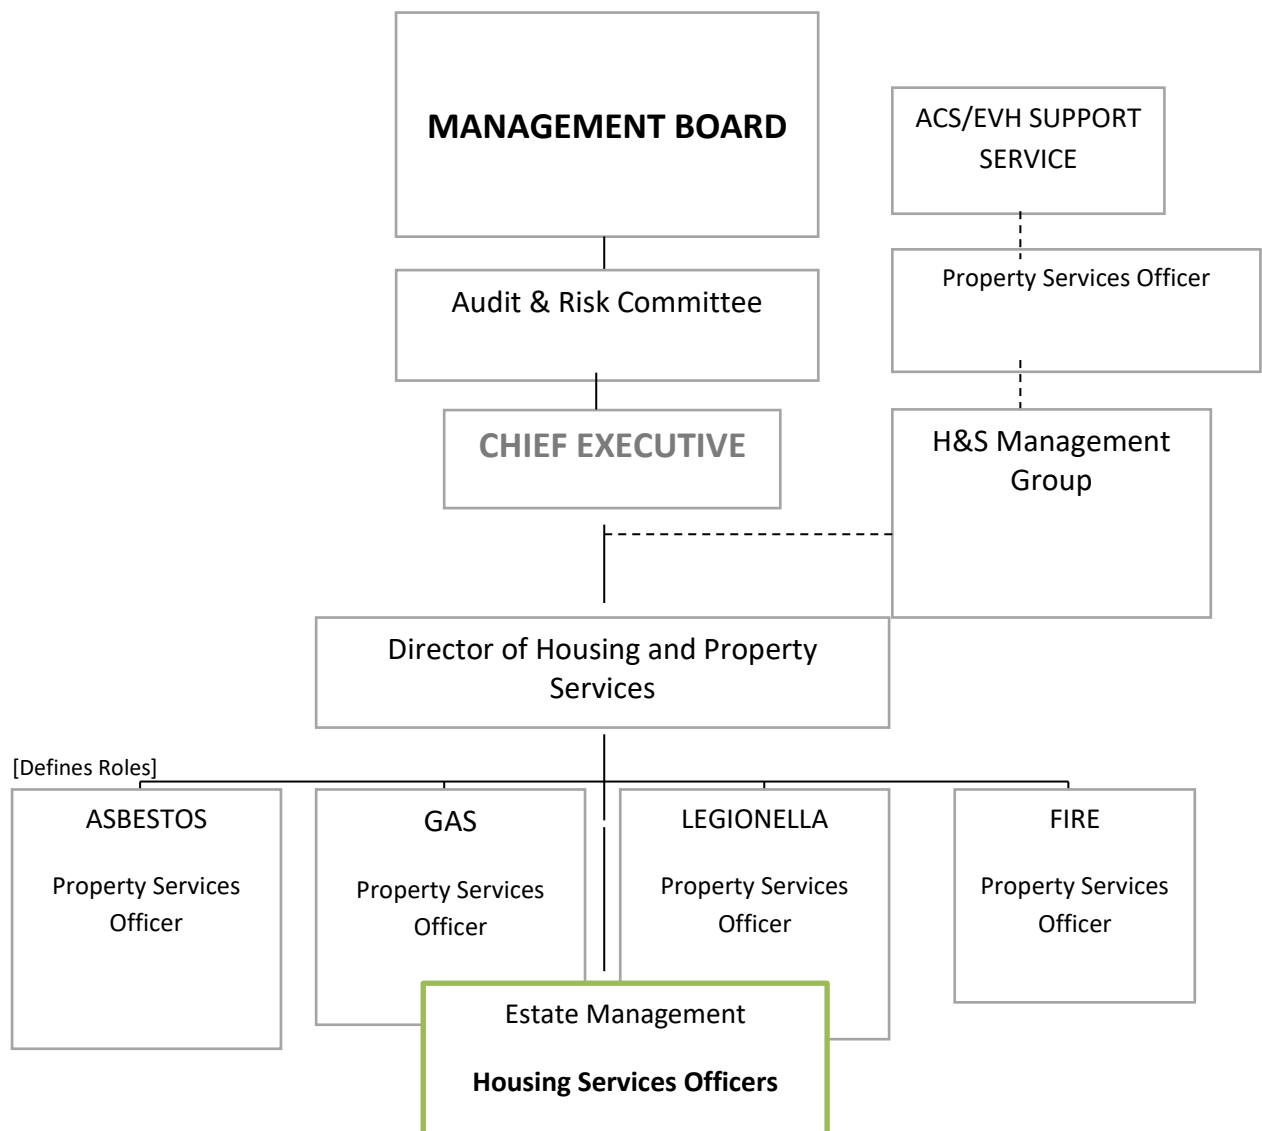 MANAGEMENT BOARD
ACS/EVH SUPPORT
SERVICE
Audit & Risk Committee
Property Services Officer
CHIEF EXECUTIVE
H&S Management
Group
Director of Housing and Property
Services
[Defines Roles]
ASBESTOS
Property Services
Officer
GAS
Property Services
Officer
LEGIONELLA
Property Services
Officer
FIRE
Property Services
Officer
Estate Management
Housing Services Officers